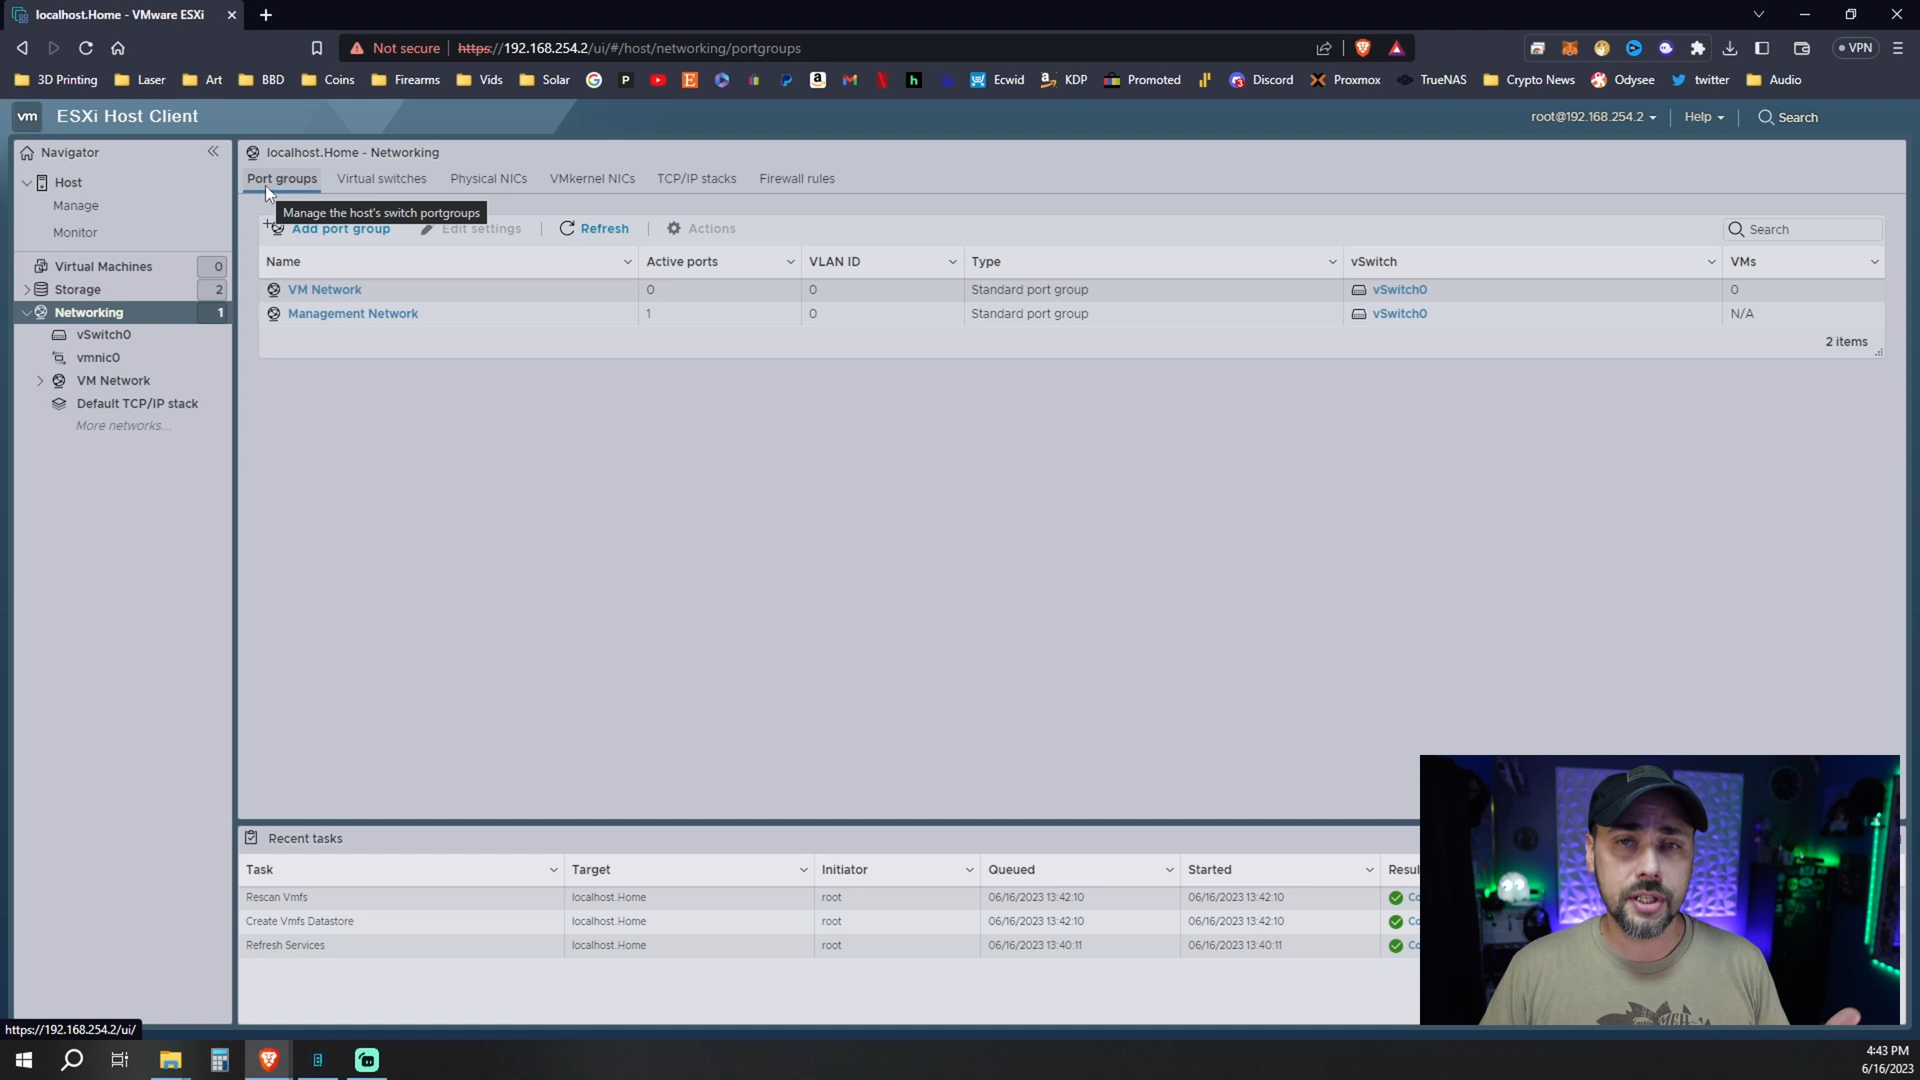 localhost.Home - VMware ESXi
Not secure https://192.168.254.2/ui/#/host/networking/portgroups VPN
3D Printing Laser Art BBD Coins Firearms Vids Solar Ecwid KDP Promoted Discord Proxmox TrueNAS Crypto News Odysee twitter Audio
vm ESXi Host Client root@192.168.254.2 Help Search
Navigator
Host
Manage
Monitor
Virtual Machines 0
Storage 2
Networking 1
vSwitch0
vmnic0
VM Network
Default TCP/IP stack
More networks...
localhost.Home - Networking
Port groups Virtual switches Physical NICs VMkernel NICs TCP/IP stacks Firewall rules
Manage the host's switch portgroups
Add port group Edit settings Refresh Actions Search
Name Active ports VLAN ID Type vSwitch VMs
VM Network 0 0 Standard port group vSwitch0 0
Management Network 1 0 Standard port group vSwitch0 N/A
2 items
Recent tasks
Task Target Initiator Queued Started Resul
Rescan Vmfs localhost.Home root 06/16/2023 13:42:10 06/16/2023 13:42:10 Co
Create Vmfs Datastore localhost.Home root 06/16/2023 13:42:10 06/16/2023 13:42:10 Co
Refresh Services localhost.Home root 06/16/2023 13:40:11 06/16/2023 13:40:11 Co
https://192.168.254.2/ui/
4:43 PM
6/16/2023